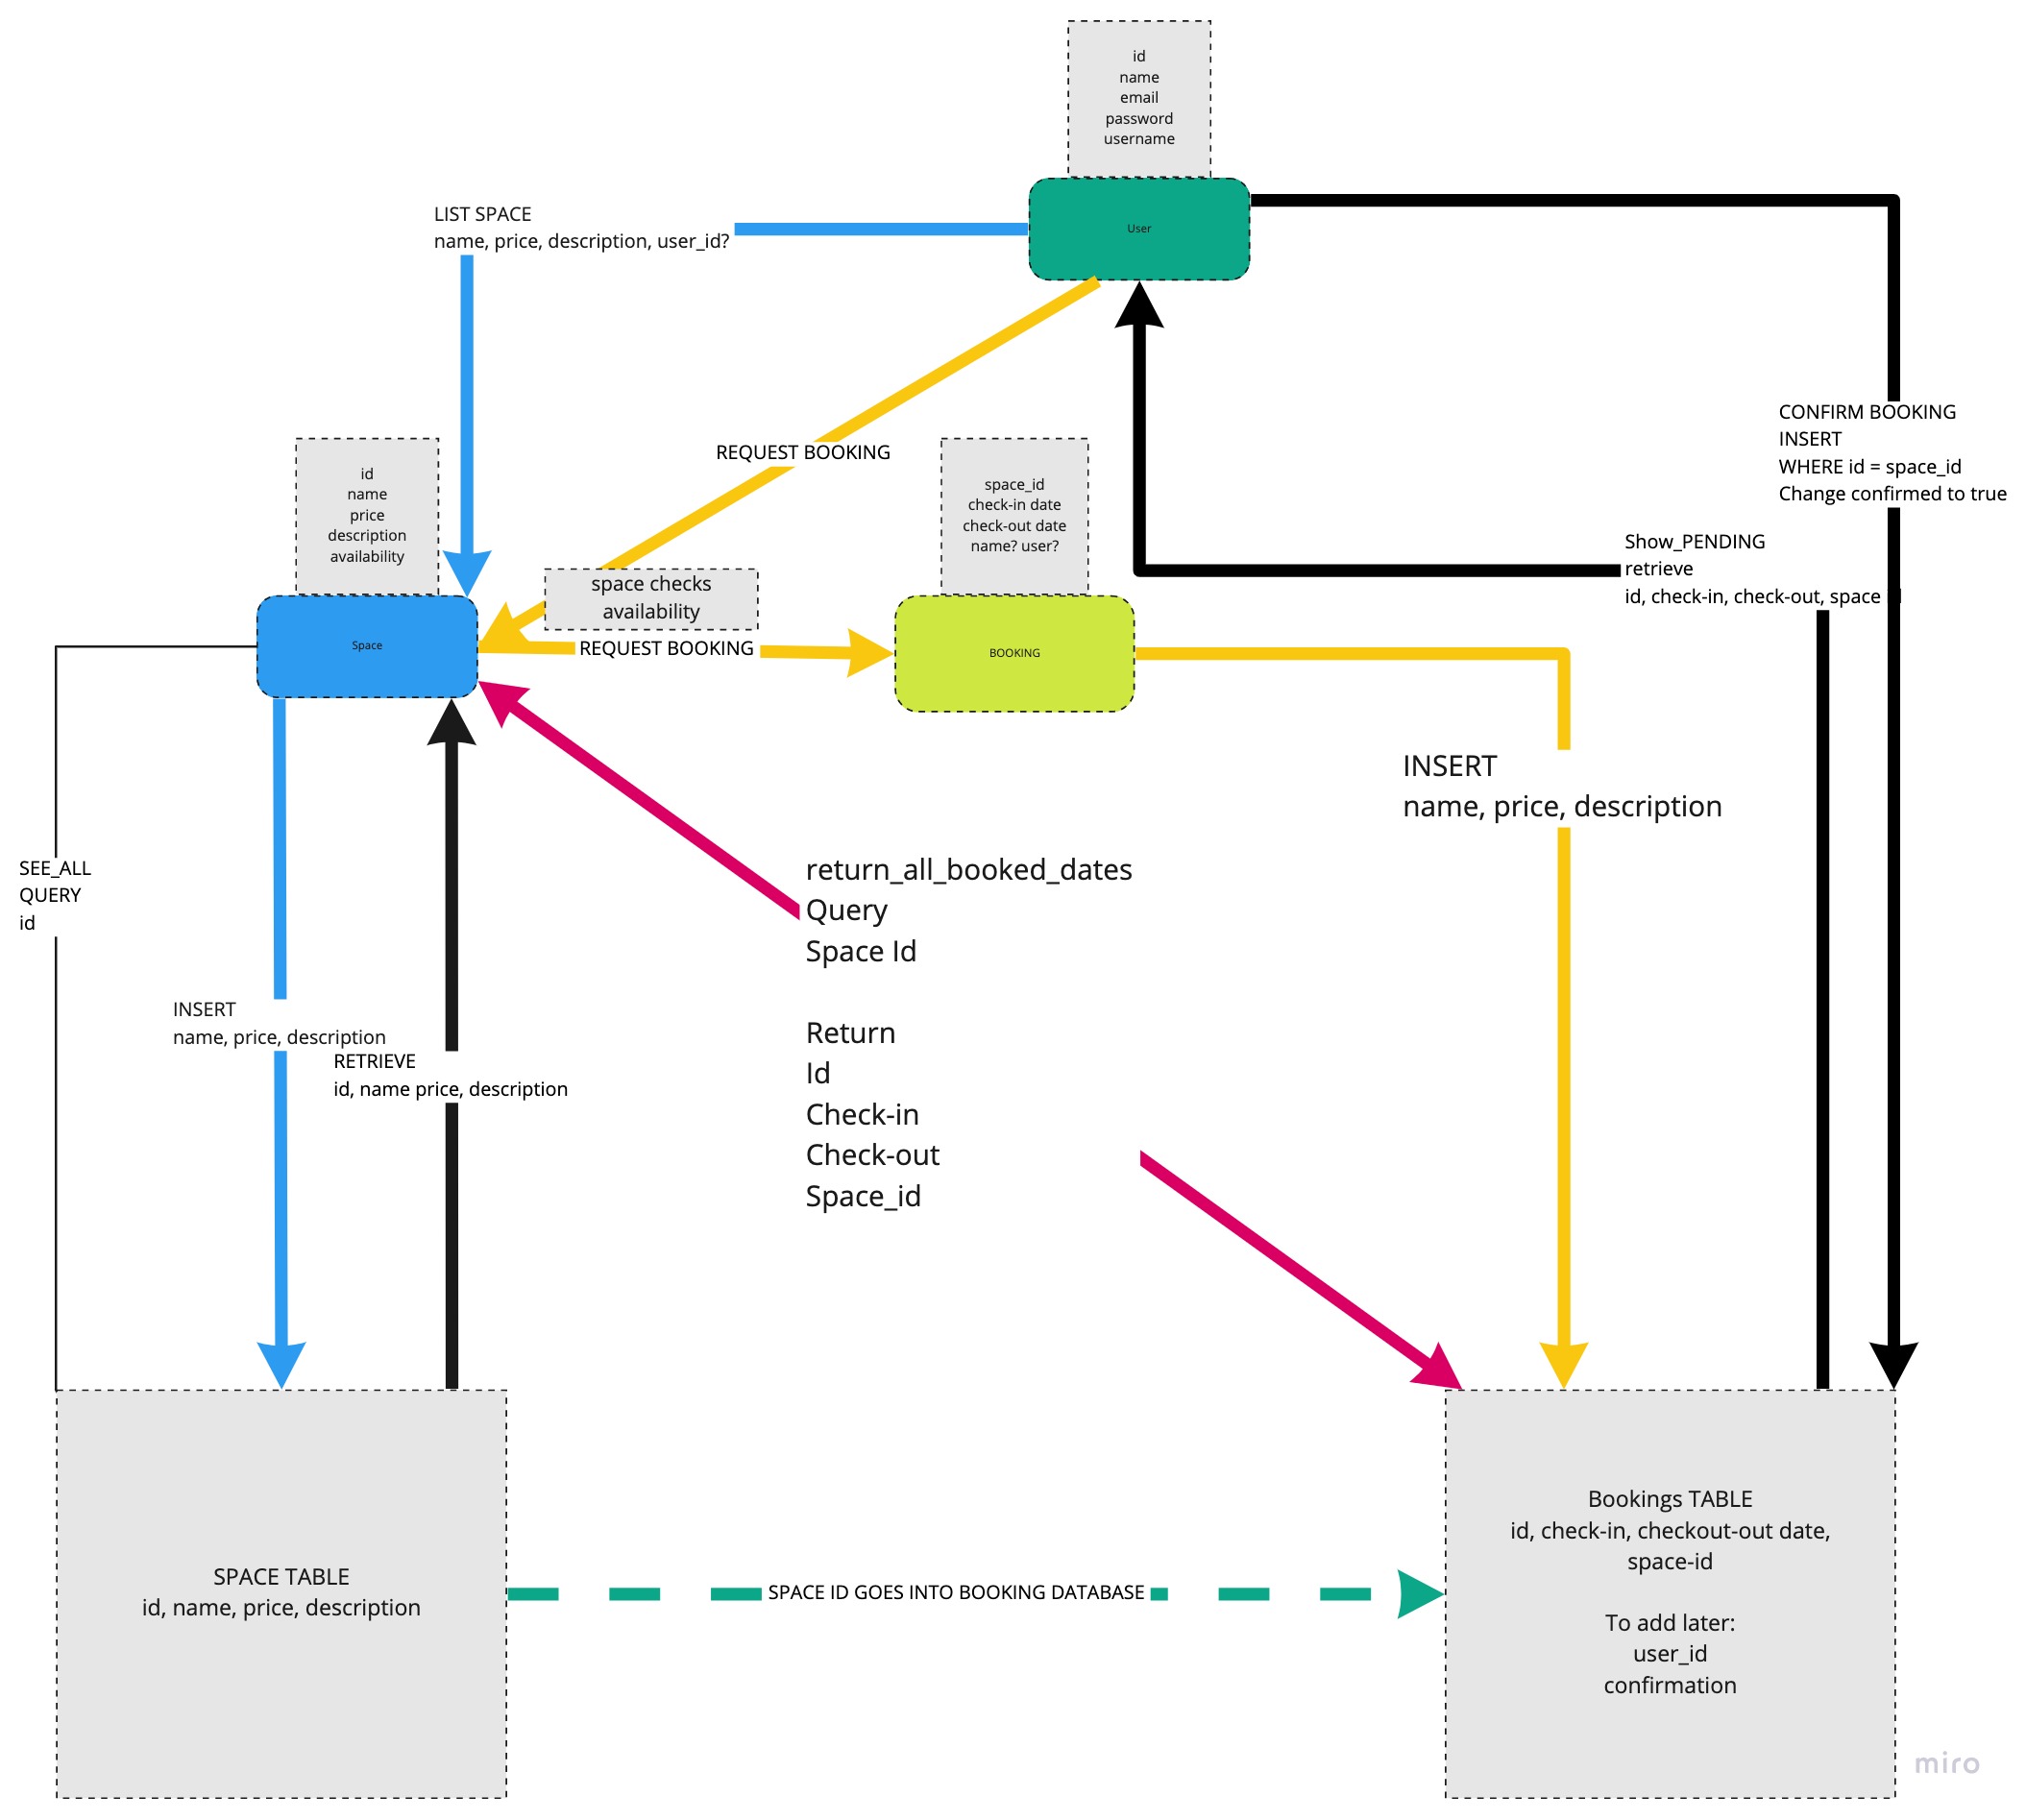 id
name
email
password
username
User
LIST SPACE
name, price, description, user_id?
CONFIRM BOOKING
INSERT
WHERE id = space_id
Change confirmed to true
REQUEST BOOKING
id
name
price
description
availability
space_id
check-in date
check-out date
name? user?
Show_PENDING
retrieve
id, check-in, check-out, space
space checks
availability
Space
REQUEST BOOKING
BOOKING
INSERT
name, price, description
SEE_ALL
QUERY
id
return_all_booked_dates
Query
Space Id
Return
Id
Check-in
Check-out
Space_id
INSERT
name, price, description
RETRIEVE
id, name price, description
SPACE TABLE
id, name, price, description
SPACE ID GOES INTO BOOKING DATABASE
Bookings TABLE
id, check-in, checkout-out date,
space-id
To add later:
user_id
confirmation
miro